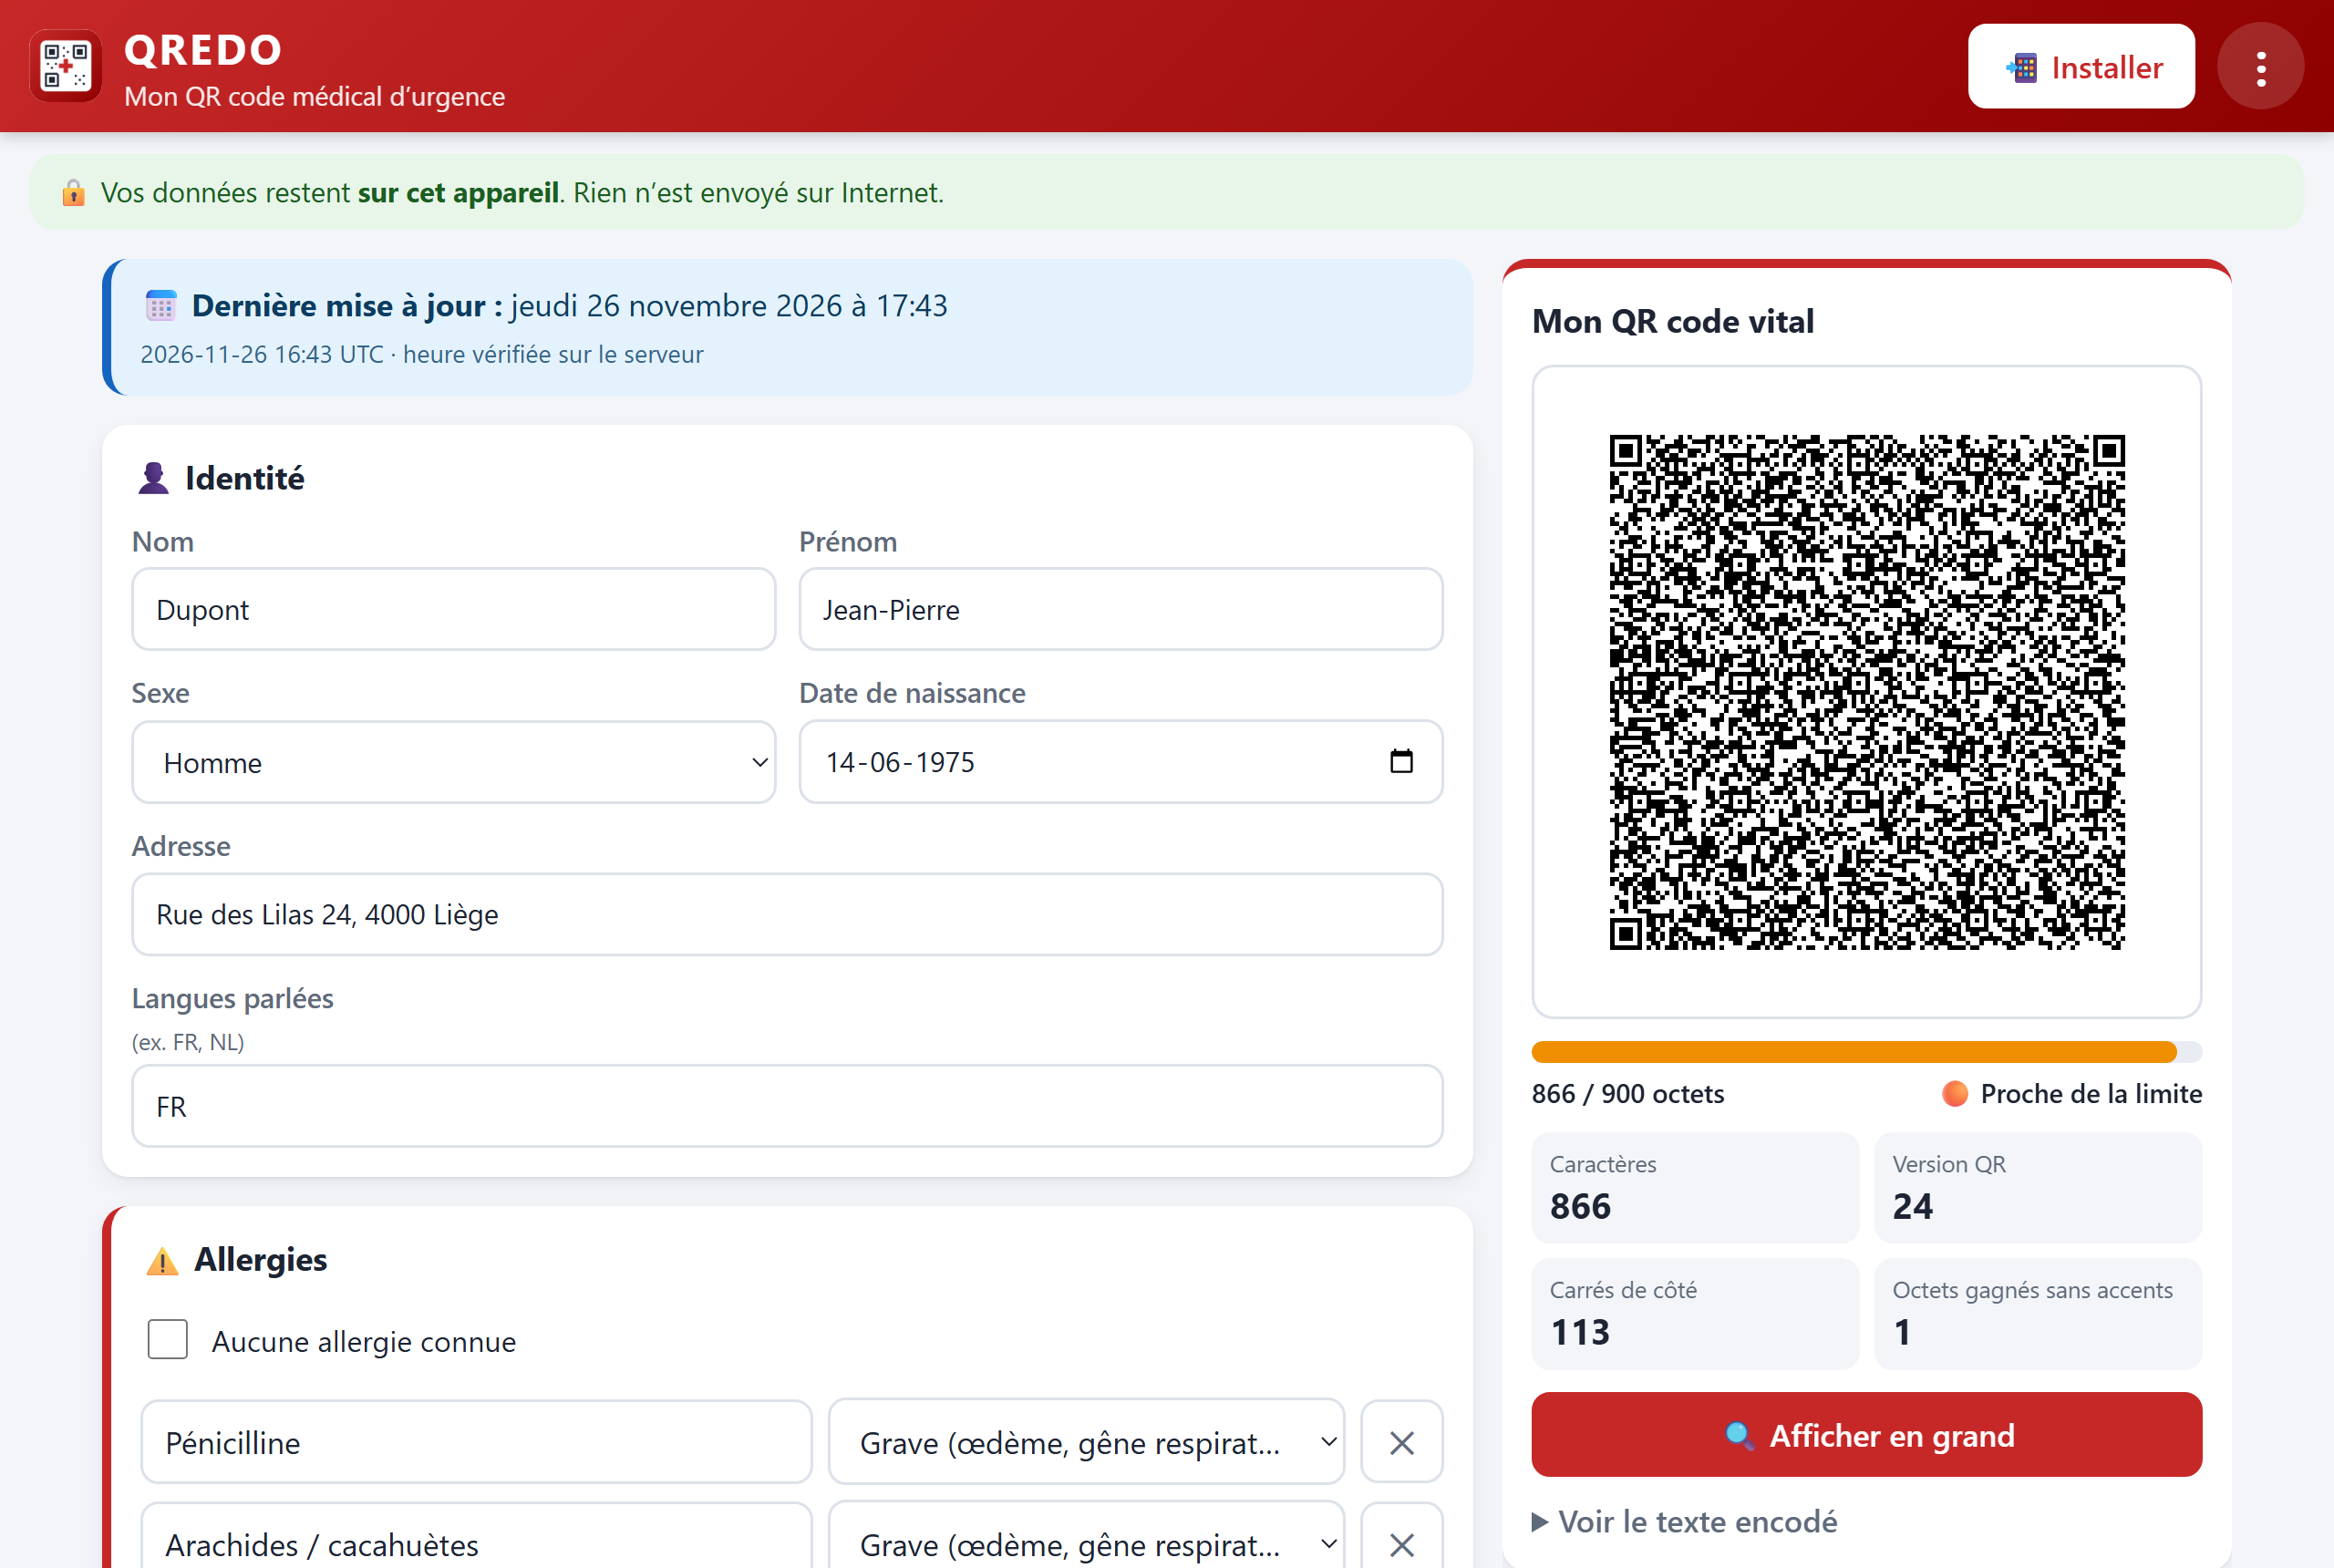 QREDO
Mon QR code médical d’urgence
Installer
Vos données restent sur cet appareil. Rien n’est envoyé sur Internet.
Dernière mise à jour : jeudi 26 novembre 2026 à 17:43
2026-11-26 16:43 UTC · heure vérifiée sur le serveur
Identité
Nom
Prénom
Dupont
Jean-Pierre
Sexe
Date de naissance
Homme
14-06-1975
Adresse
Rue des Lilas 24, 4000 Liège
Langues parlées
(ex. FR, NL)
FR
Allergies
Aucune allergie connue
Pénicilline
Grave (œdème, gêne respirat...
Arachides / cacahuètes
Grave (œdème, gêne respirat...
Mon QR code vital
866 / 900 octets
Proche de la limite
Caractères
866
Version QR
24
Carrés de côté
113
Octets gagnés sans accents
1
Afficher en grand
Voir le texte encodé